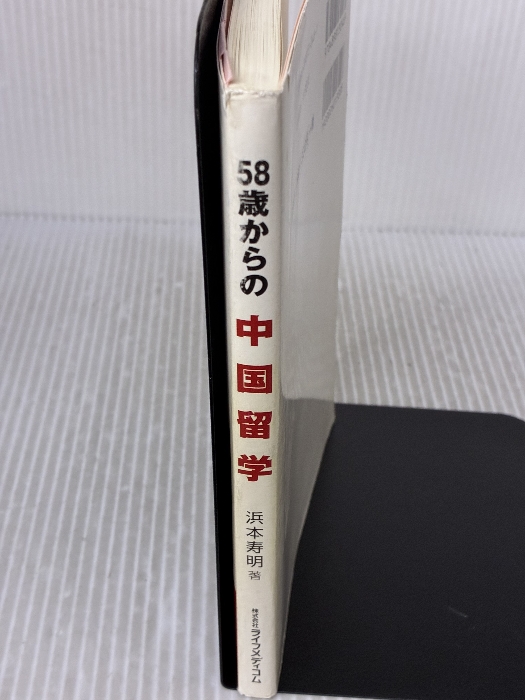 58歳からの
中国留学
浜本寿明 著
株式会社 ライフメディコム